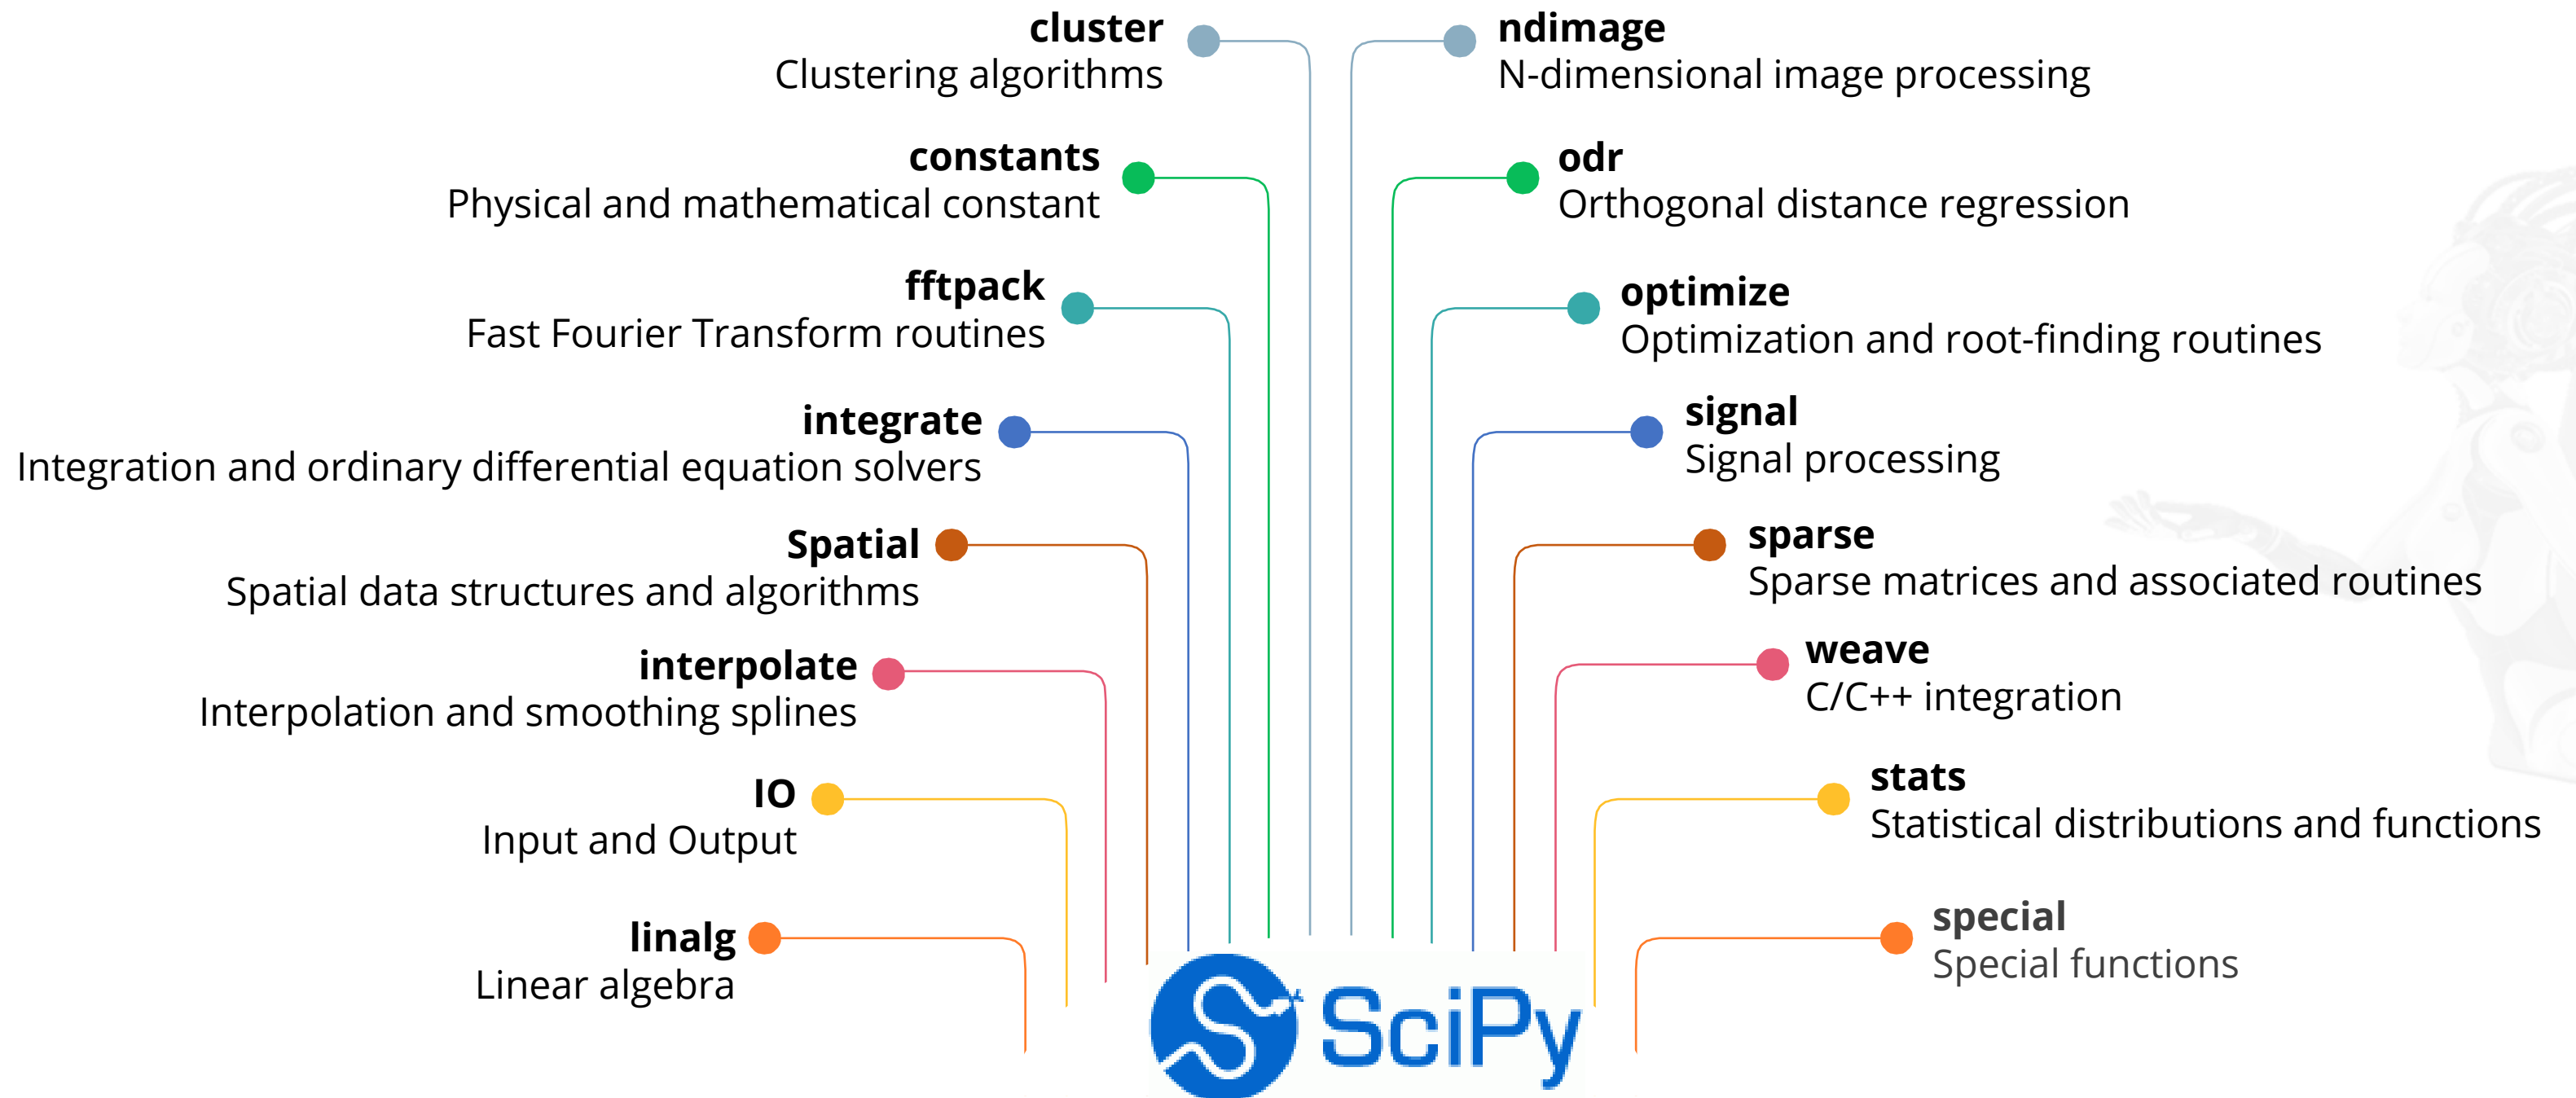 cluster
Clustering algorithms
constants
Physical and mathematical constant
fftpack
Fast Fourier Transform routines
integrate
Integration and ordinary differential equation solvers
Spatial
Spatial data structures and algorithms
interpolate
Interpolation and smoothing splines
IO
Input and Output
linalg
Linear algebra
ndimage
N-dimensional image processing
odr
Orthogonal distance regression
optimize
Optimization and root-finding routines
signal
Signal processing
sparse
Sparse matrices and associated routines
weave
C/C++ integration
stats
Statistical distributions and functions
special
Special functions
SciPy